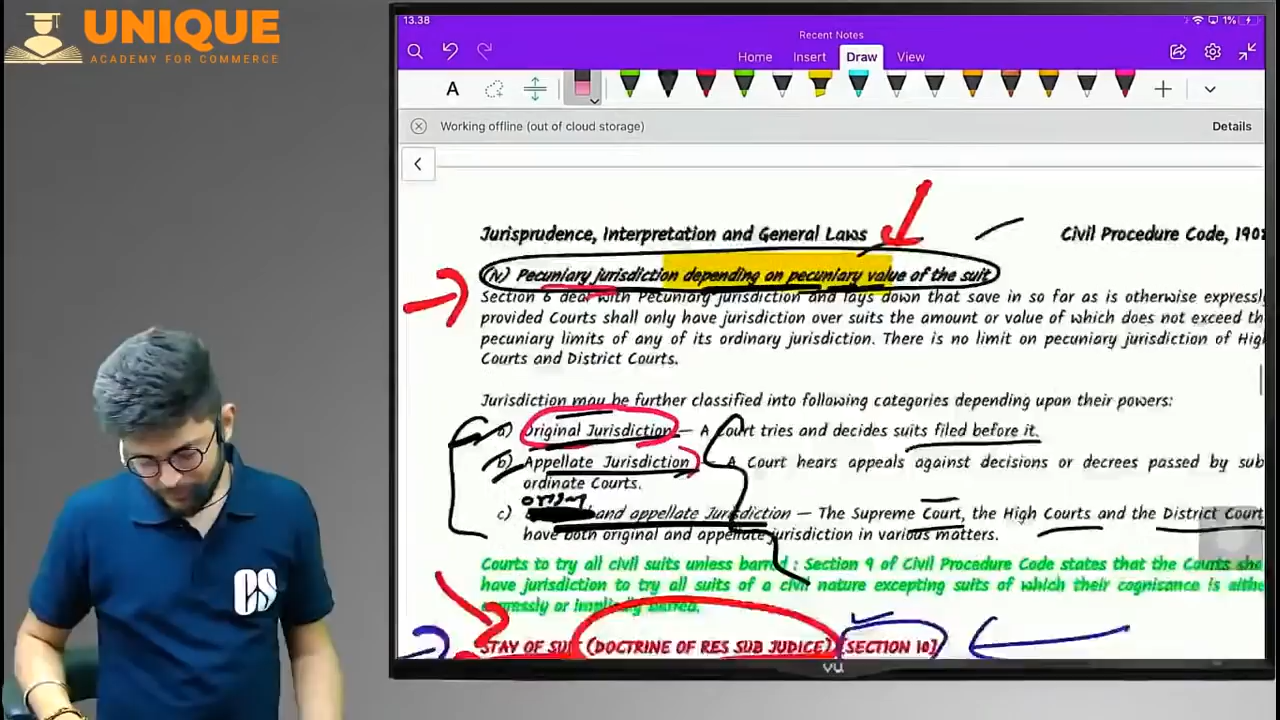 UNIQUE
ACADEMY FOR COMMERCE
13.38
1%
Recent Notes
Home Insert Draw View
A
Working offline (out of cloud storage) Details
Jurisprudence, Interpretation and General Laws Civil Procedure Code, 1908
(iv) Pecuniary jurisdiction depending on pecuniary value of the suit
Section 6 deal with Pecuniary jurisdiction and lays down that save in so far as is otherwise expressl
provided Courts shall only have jurisdiction over suits the amount or value of which does not exceed th
pecuniary limits of any of its ordinary jurisdiction. There is no limit on pecuniary jurisdiction of Hig
Courts and District Courts.
Jurisdiction may be further classified into following categories depending upon their powers:
a) Original Jurisdiction — A Court tries and decides suits filed before it.
b) Appellate Jurisdiction — A Court hears appeals against decisions or decrees passed by sub
ordinate Courts.
c) and appellate Jurisdiction — The Supreme Court, the High Courts and the District Court
have both original and appellate jurisdiction in various matters.
Courts to try all civil suits unless barred : Section 9 of Civil Procedure Code states that the Courts sha
have jurisdiction to try all suits of a civil nature excepting suits of which their cognisance is eithe
expressly or implicitly barred.
STAY OF SUIT (DOCTRINE OF RES SUB JUDICE) [SECTION 10]
vu
CS